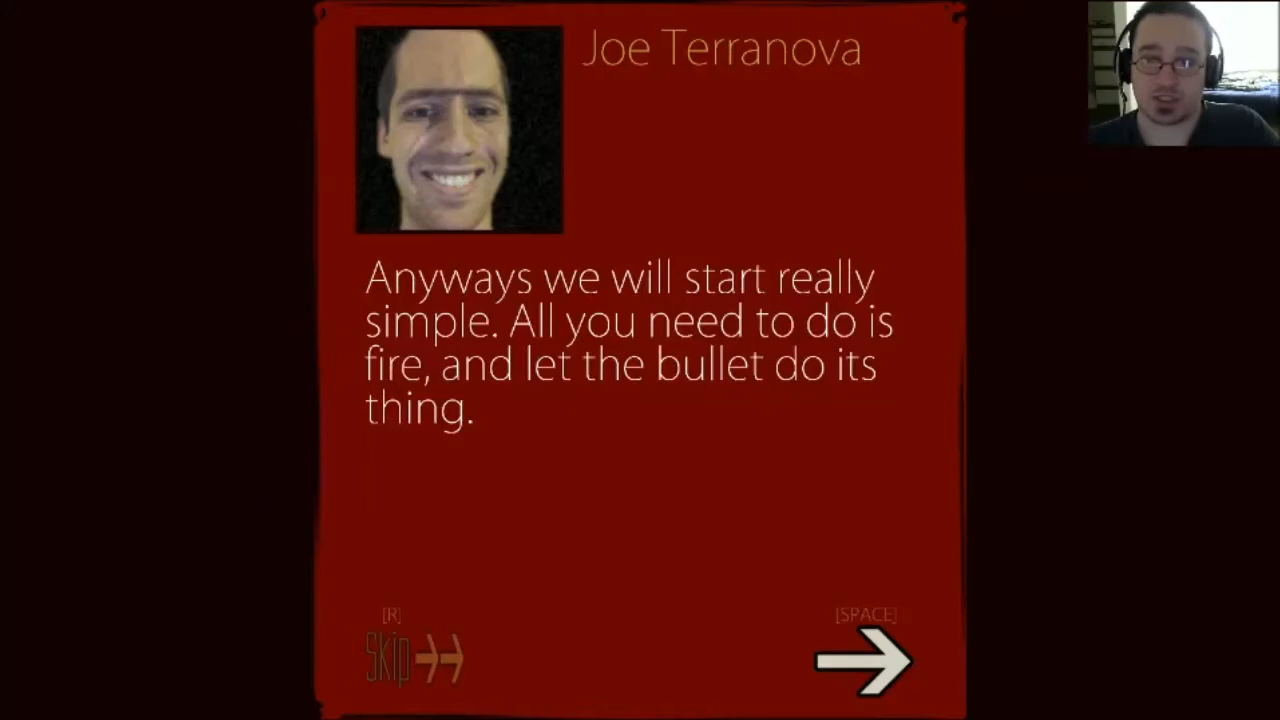 Joe Terranova
Anyways we will start really
simple. All you need to do is
fire, and let the bullet do its
thing.
[R]
[SPACE]
Skip